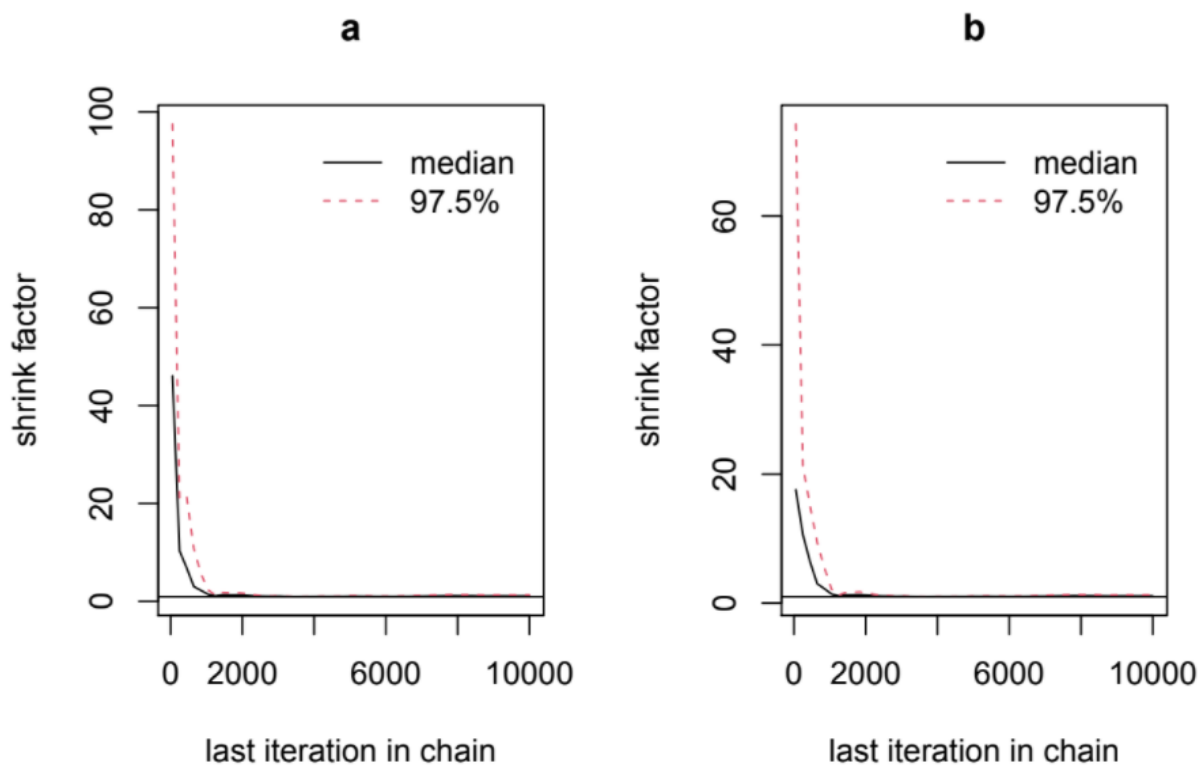 a
shrink factor
0
20
40
60
80
100
median
97.5%
0 2000 6000 10000
last iteration in chain
b
shrink factor
0
20
40
60
median
97.5%
0 2000 6000 10000
last iteration in chain